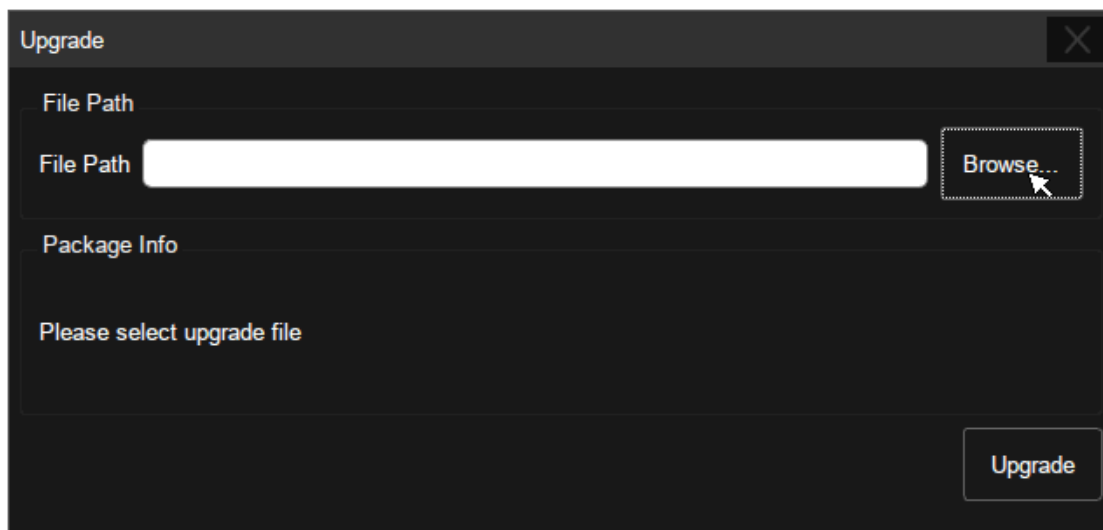 Upgrade
File Path
File Path
Browse...
Package Info
Please select upgrade file
Upgrade